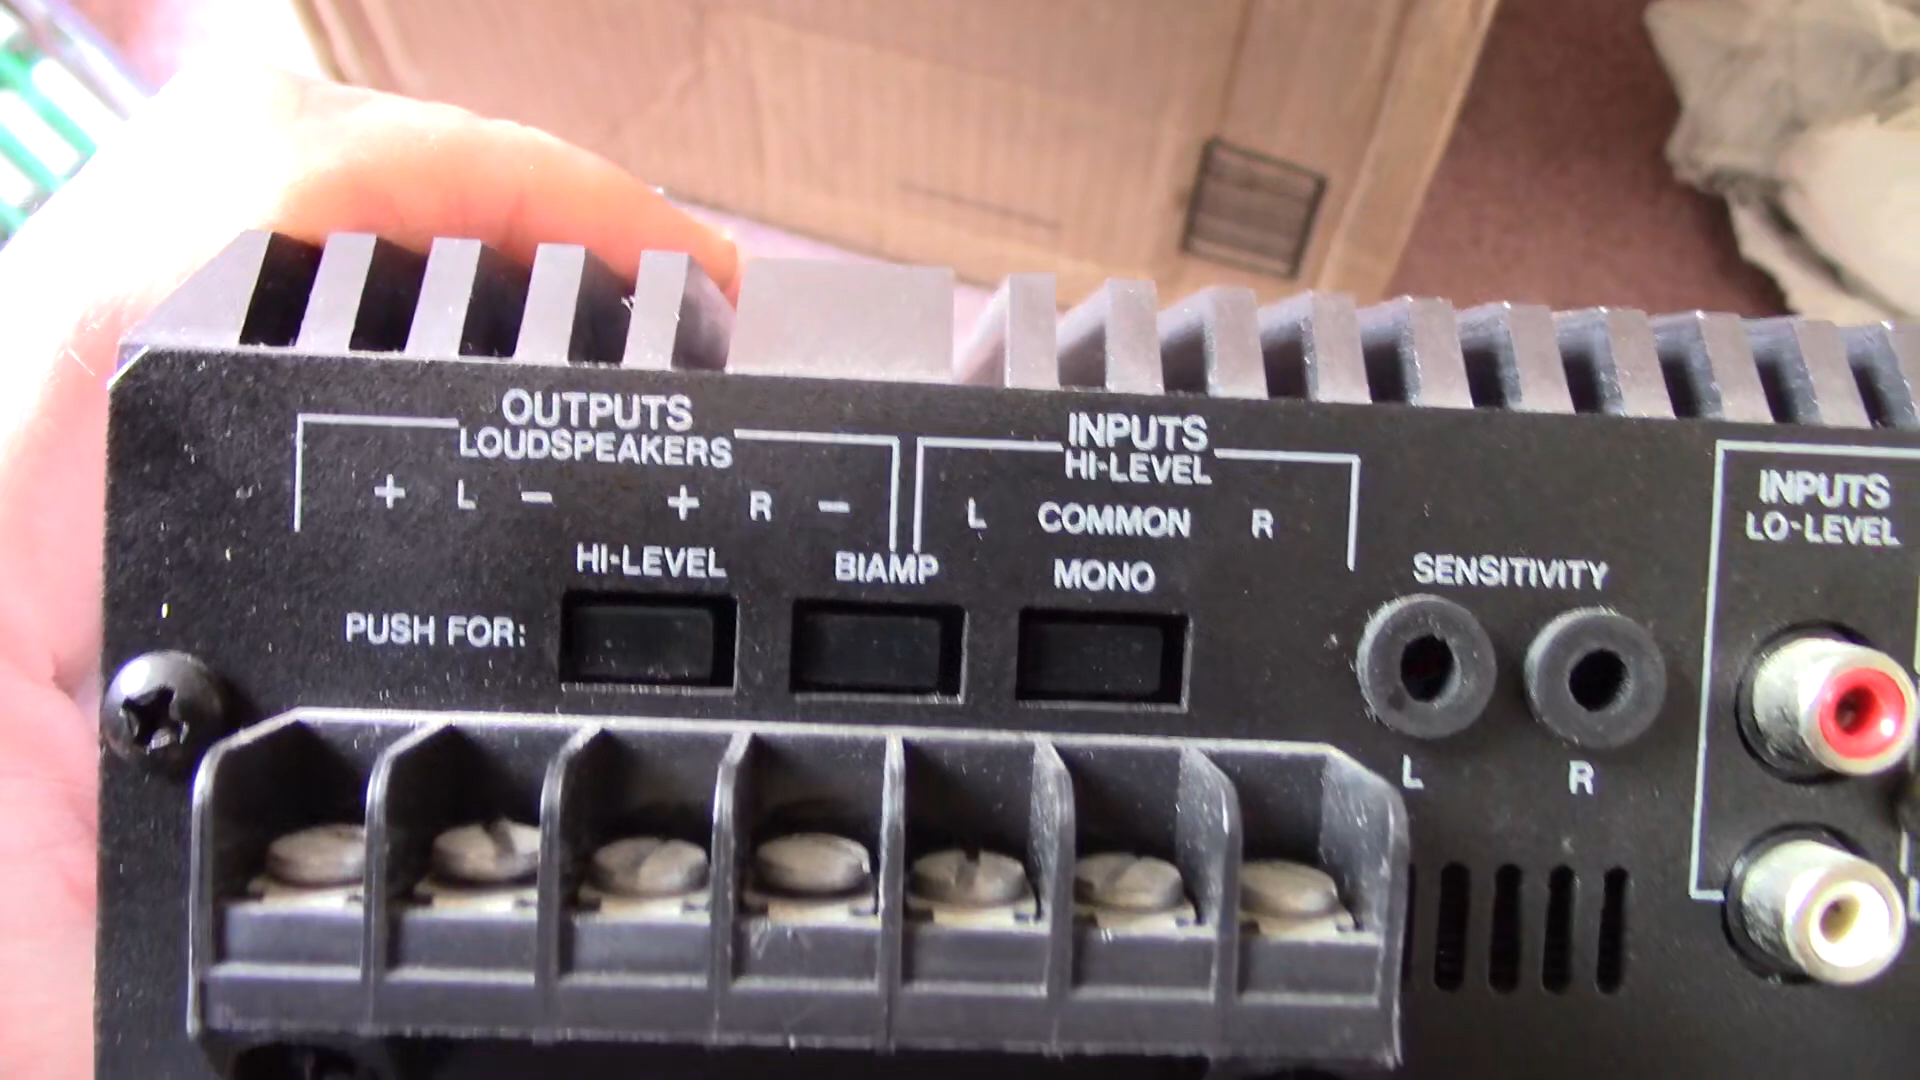 OUTPUTS
LOUDSPEAKERS
+ L − + R −
INPUTS
HI-LEVEL
L COMMON R
HI-LEVEL BIAMP MONO
PUSH FOR:
SENSITIVITY
L R
INPUTS
LO-LEVEL